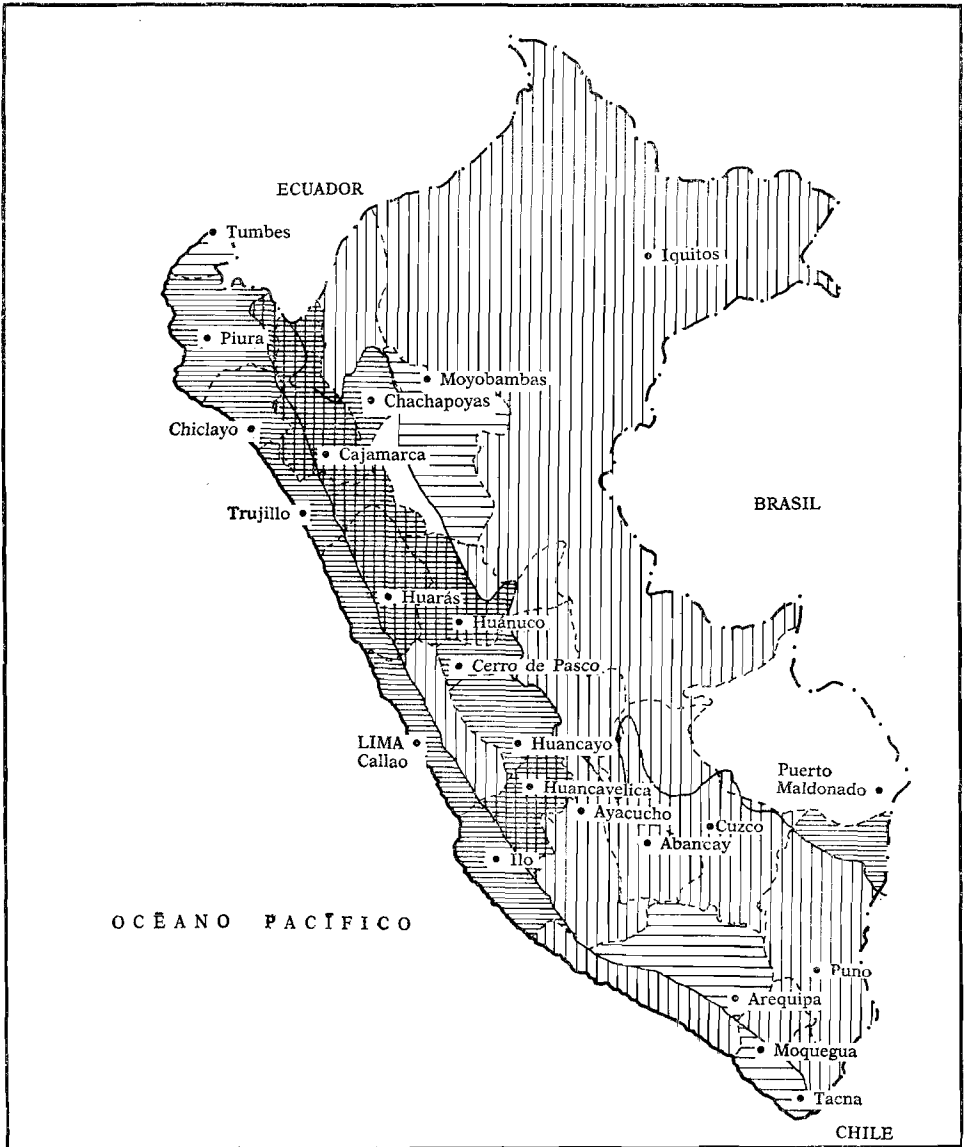 ECUADOR
Tumbes
Iquitos
Piura
Moyobambas
Chachapoyas
Chiclayo
Cajamarca
BRASIL
Trujillo
Huarás
Huánuco
Cerro de Pasco
LIMA
Callao
Huancayo
Puerto
Maldonado
Huancavelica
Ayacucho
Cuzco
Abancay
Ilo
OCÉANO PACÍFICO
Puno
Arequipa
Moquegua
Tacna
CHILE